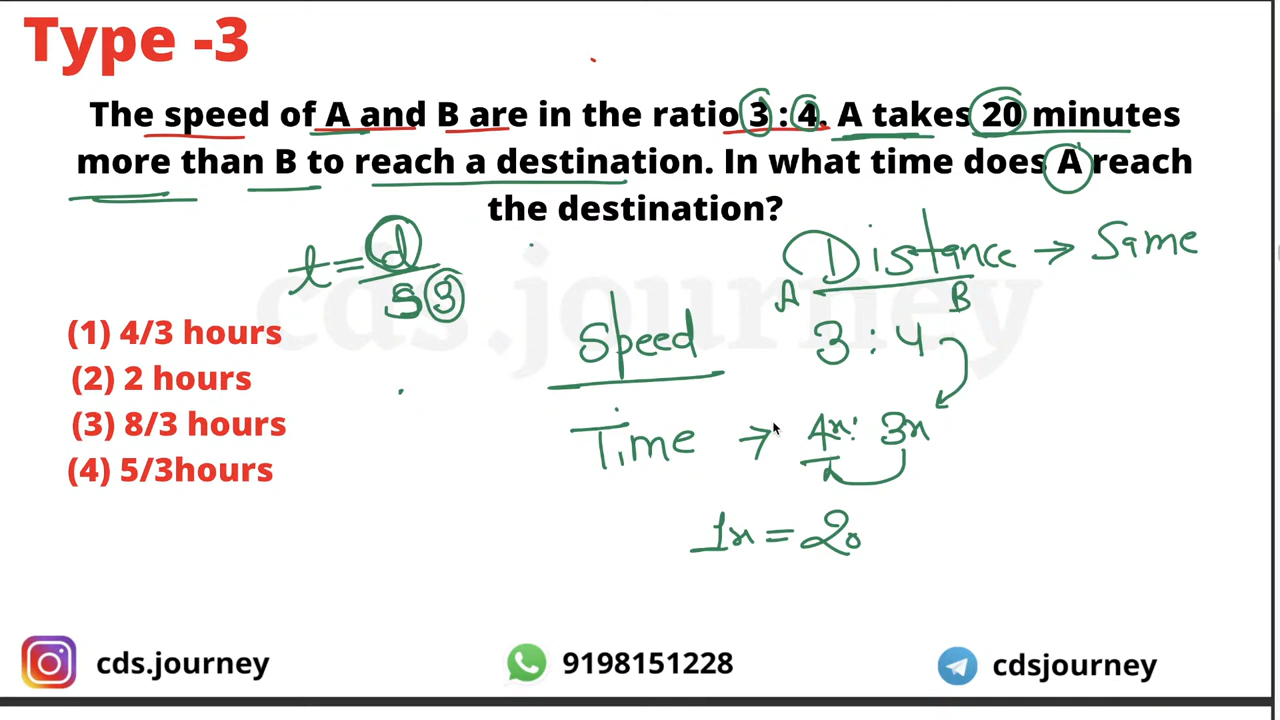 Type -3
The speed of A and B are in the ratio 3 : 4. A takes 20 minutes
more than B to reach a destination. In what time does A reach
the destination?
t = d
s
Distance → Same
A B
(1) 4/3 hours
Speed 3 : 4
(2) 2 hours
(3) 8/3 hours
Time → 4x : 3x
(4) 5/3hours
1x = 20
cds.journey
cds.journey 9198151228 cdsjourney